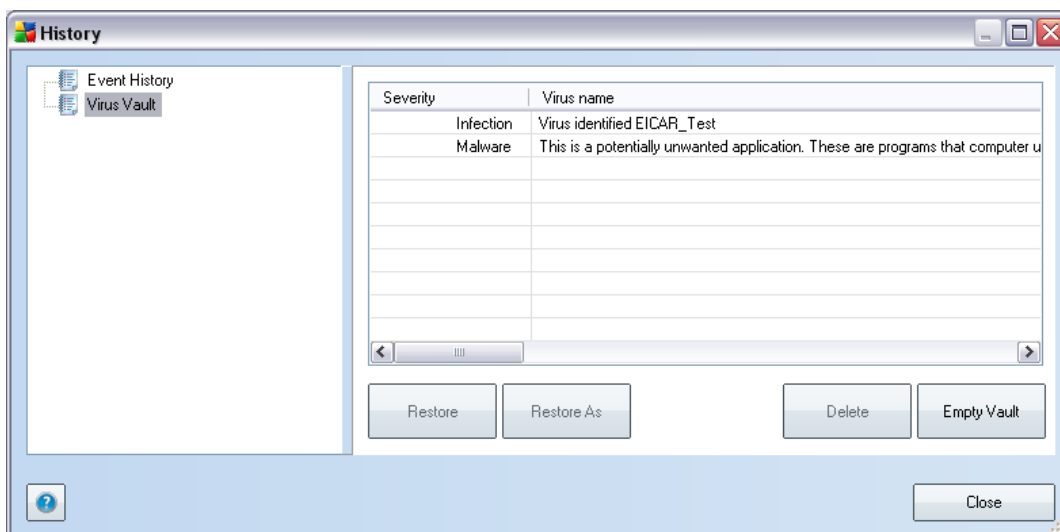 History
Event History
Virus Vault
Severity Virus name
Infection Virus identified EICAR_Test
Malware This is a potentially unwanted application. These are programs that computer u
Restore Restore As Delete Empty Vault
? Close